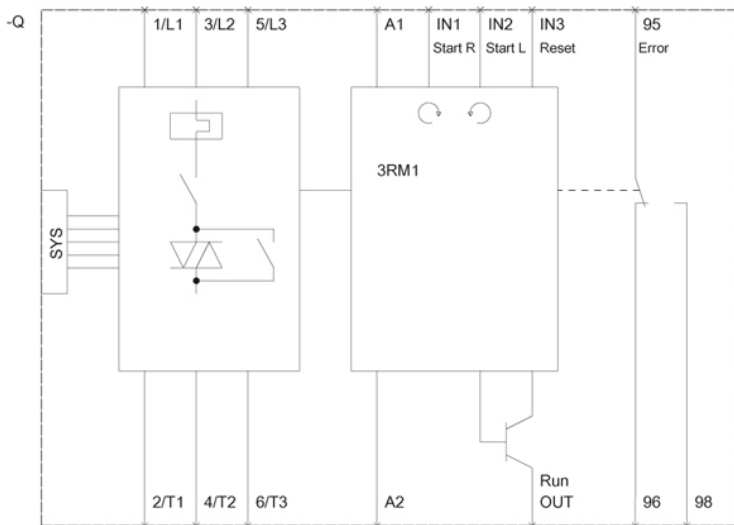 -Q
1/L1 3/L2 5/L3 A1 IN1 IN2 IN3 95
Start R Start L Reset Error
3RM1
SYS
Run
2/T1 4/T2 6/T3 A2 OUT 96 98